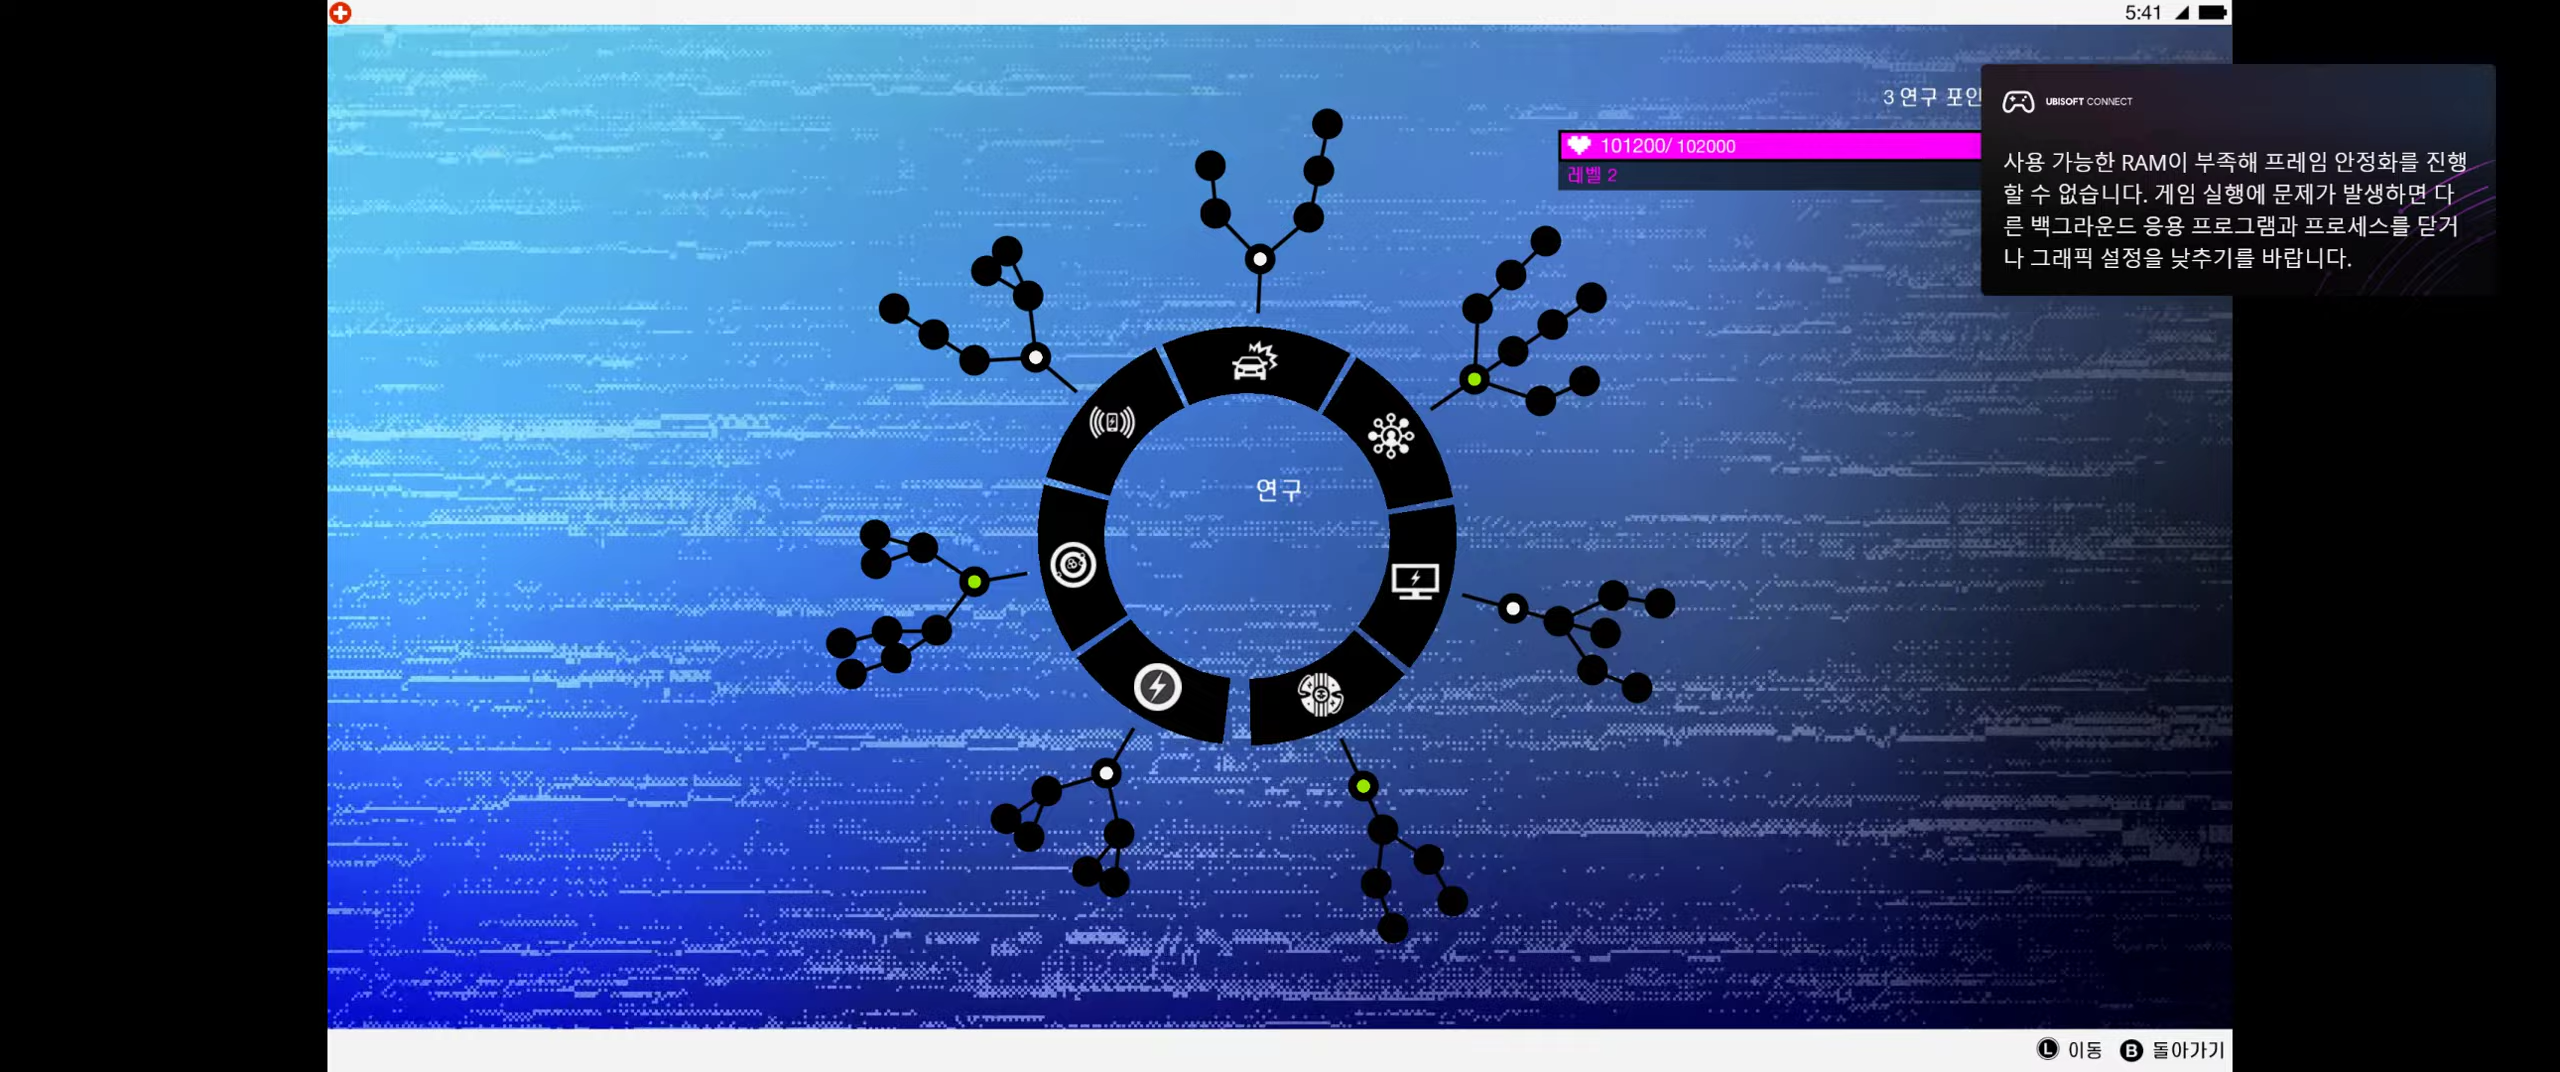 5:41
3 연구 포인
101200/ 102000
레벨 2
UBISOFT CONNECT
사용 가능한 RAM이 부족해 프레임 안정화를 진행
할 수 없습니다. 게임 실행에 문제가 발생하면 다
른 백그라운드 응용 프로그램과 프로세스를 닫거
나 그래픽 설정을 낮추기를 바랍니다.
연구
L 이동 B 돌아가기